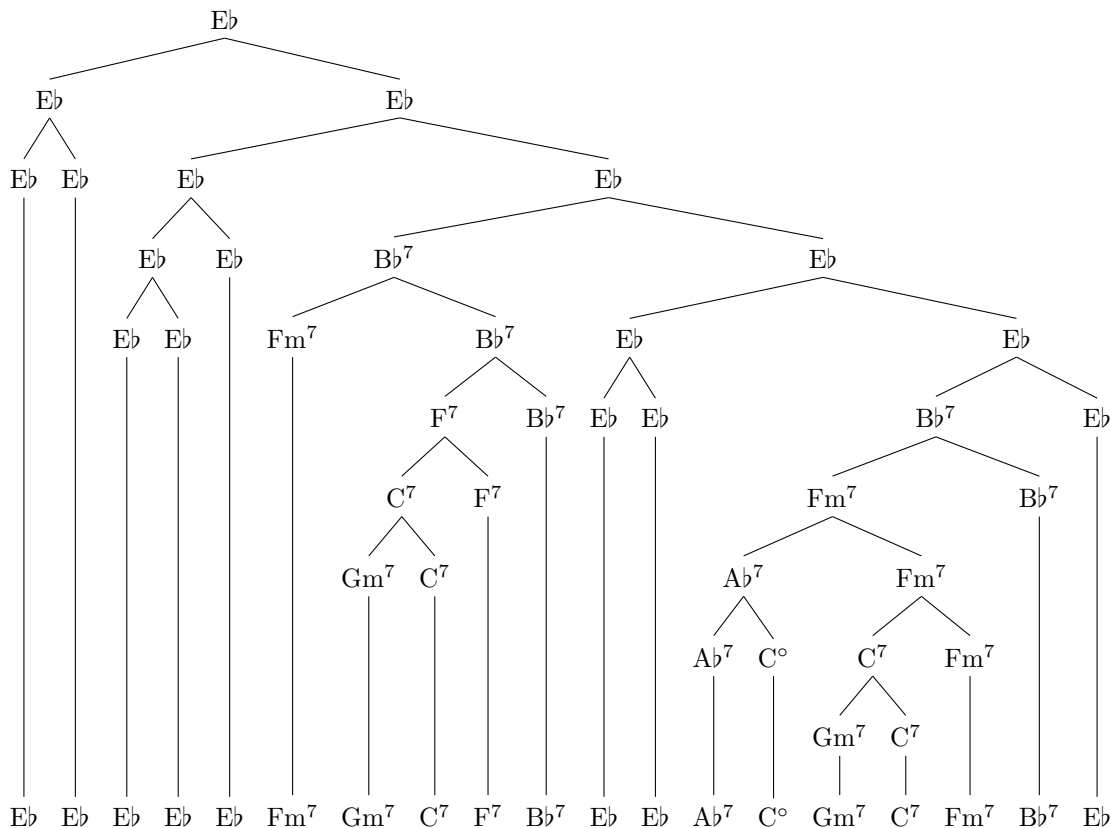 E♭
E♭ E♭
E♭ E♭ E♭ E♭
E♭ E♭ B♭⁷ E♭
E♭ E♭ Fm⁷ B♭⁷ E♭ E♭
F⁷ B♭⁷ E♭ E♭ B♭⁷ E♭
C⁷ F⁷ Fm⁷ B♭⁷
Gm⁷ C⁷ A♭⁷ Fm⁷
A♭⁷ C° C⁷ Fm⁷
Gm⁷ C⁷
E♭ E♭ E♭ E♭ E♭ Fm⁷ Gm⁷ C⁷ F⁷ B♭⁷ E♭ E♭ A♭⁷ C° Gm⁷ C⁷ Fm⁷ B♭⁷ E♭